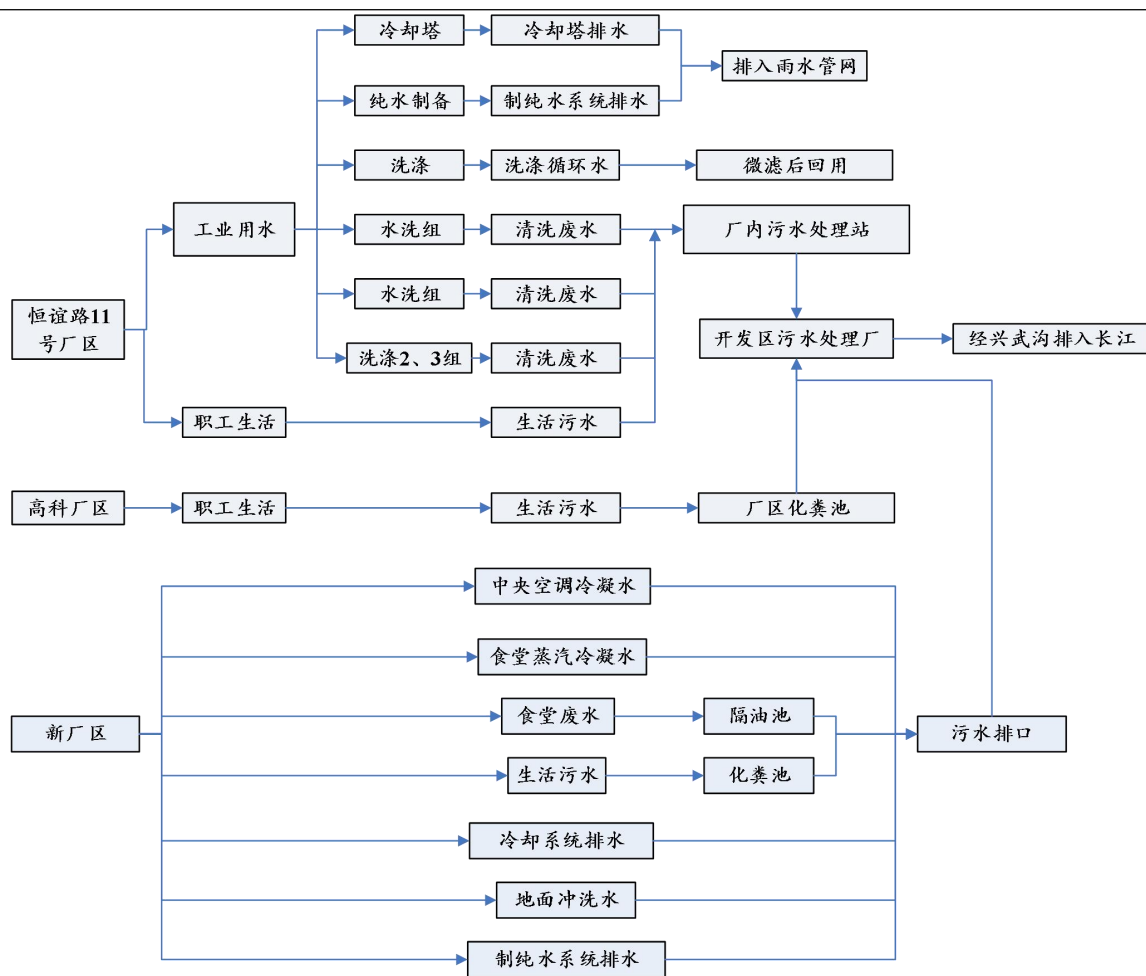 冷却塔
冷却塔排水
排入雨水管网
纯水制备
制纯水系统排水
洗涤
洗涤循环水
微滤后回用
工业用水
水洗组
清洗废水
厂内污水处理站
水洗组
清洗废水
恒谊路11
号厂区
开发区污水处理厂
经兴武沟排入长江
洗涤2、3组
清洗废水
职工生活
生活污水
高科厂区
职工生活
生活污水
厂区化粪池
中央空调冷凝水
食堂蒸汽冷凝水
新厂区
食堂废水
隔油池
污水排口
生活污水
化粪池
冷却系统排水
地面冲洗水
制纯水系统排水